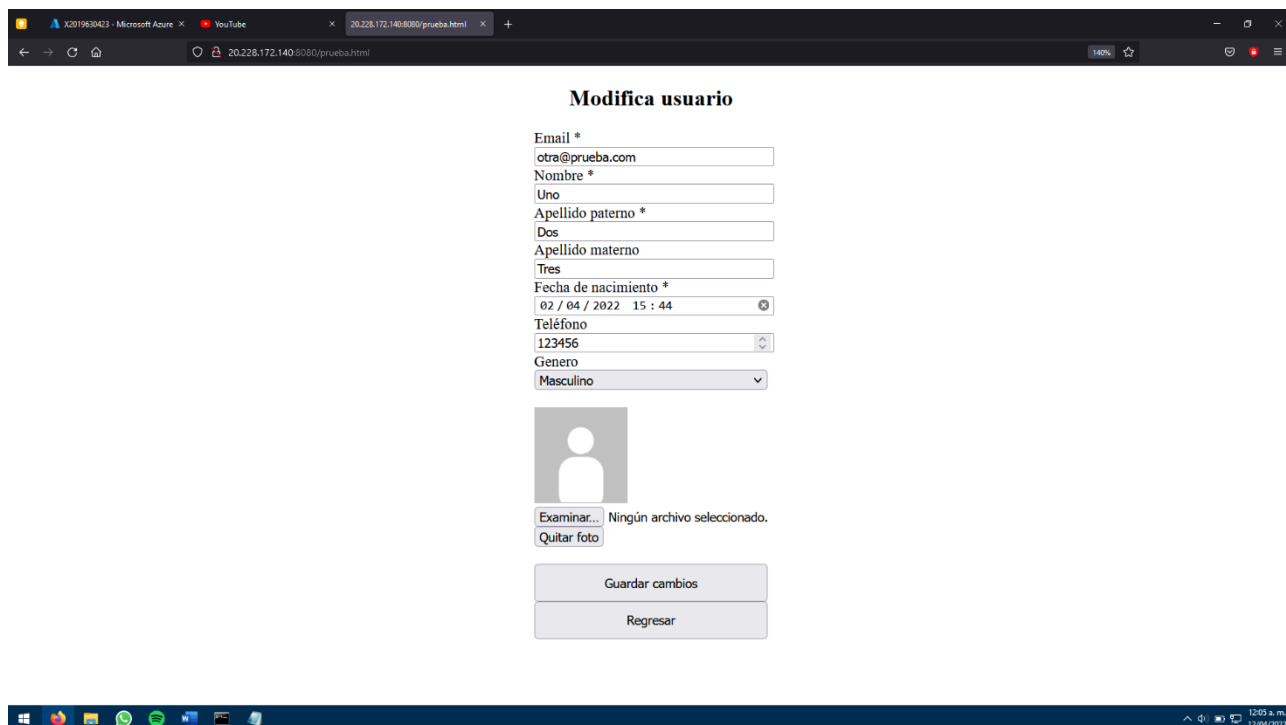 X2019630423 - Microsoft Azure
YouTube
20.228.172.140:8080/prueba.html
20.228.172.140:8080/prueba.html
140%
Modifica usuario
Email *
otra@prueba.com
Nombre *
Uno
Apellido paterno *
Dos
Apellido materno
Tres
Fecha de nacimiento *
02 / 04 / 2022 15 : 44
Teléfono
123456
Genero
Masculino
Examinar... Ningún archivo seleccionado.
Quitar foto
Guardar cambios
Regresar
12:05 a. m.